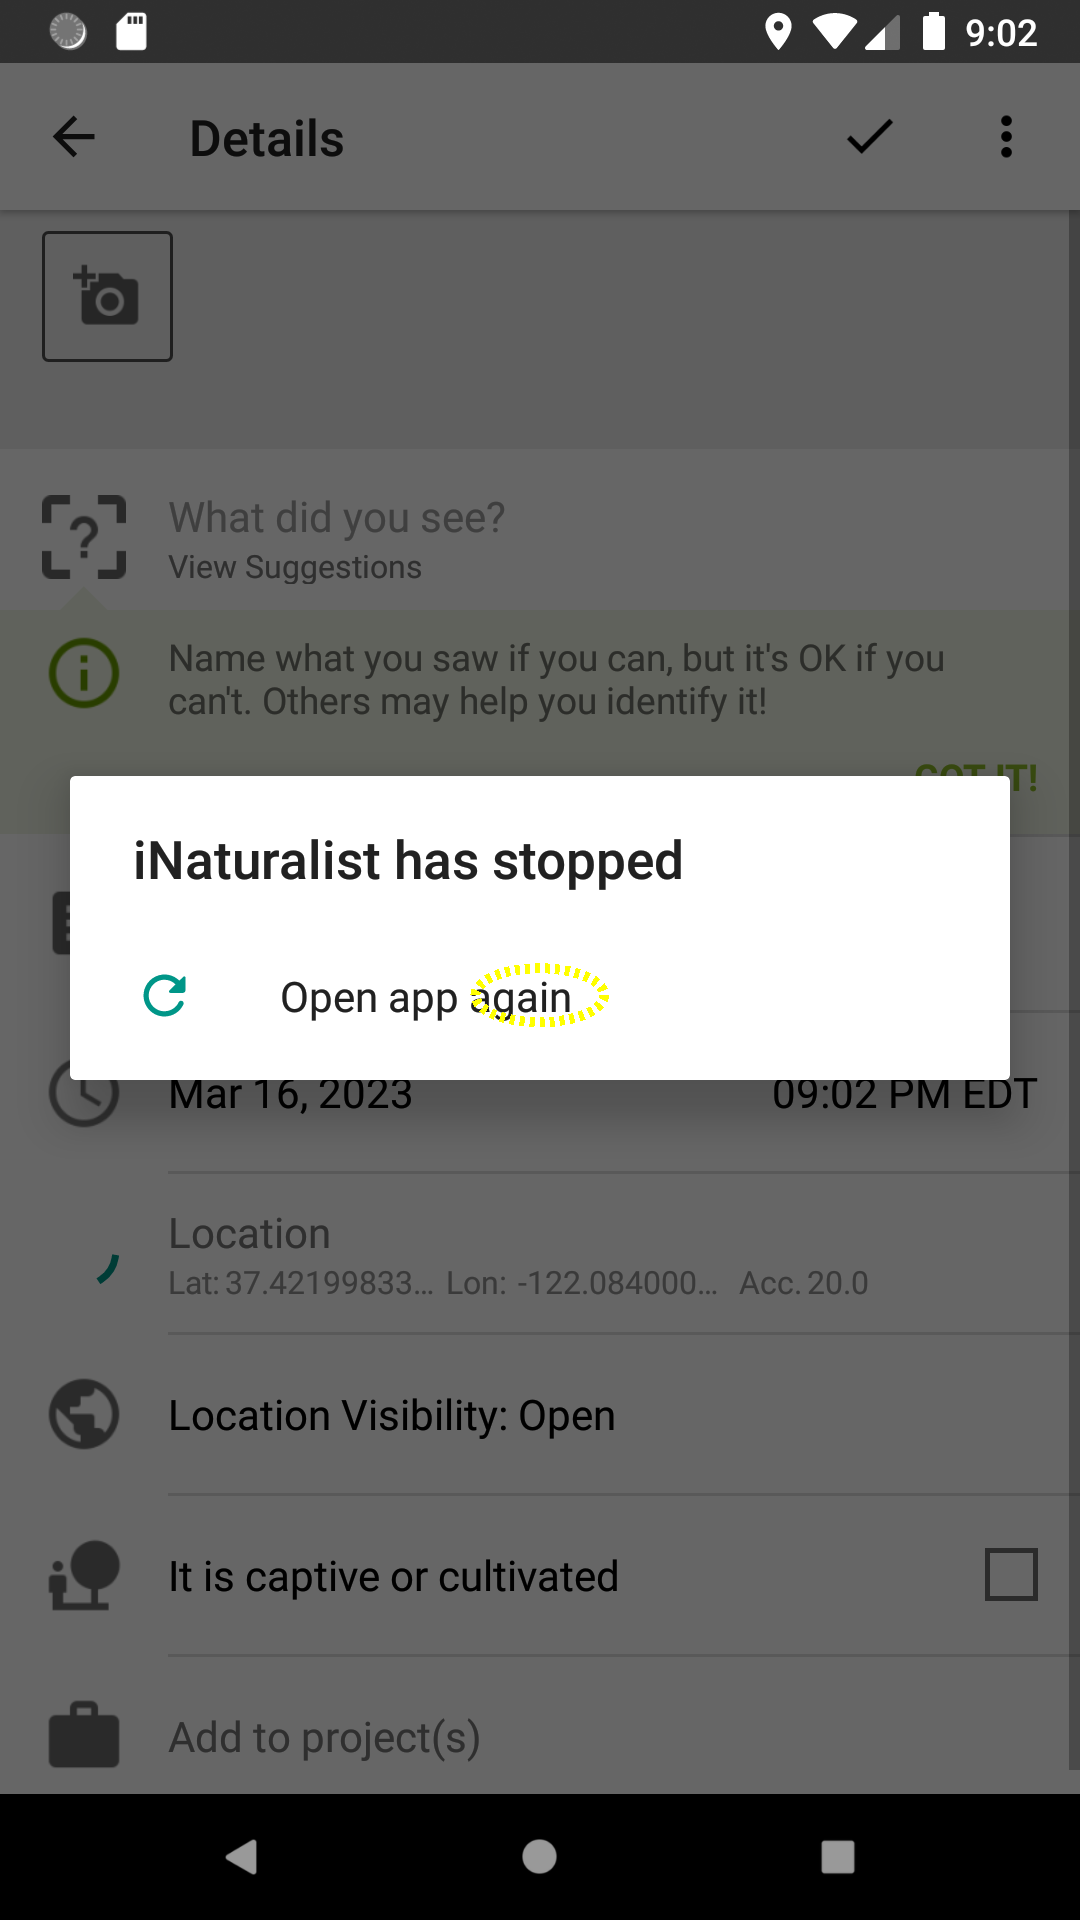 9:02
Details
What did you see?
View Suggestions
Name what you saw if you can, but it's OK if you
can't. Others may help you identify it!
GOT IT!
iNaturalist has stopped
Open app again
Mar 16, 2023 09:02 PM EDT
Location
Lat: 37.42199833... Lon: -122.084000... Acc. 20.0
Location Visibility: Open
It is captive or cultivated
Add to project(s)